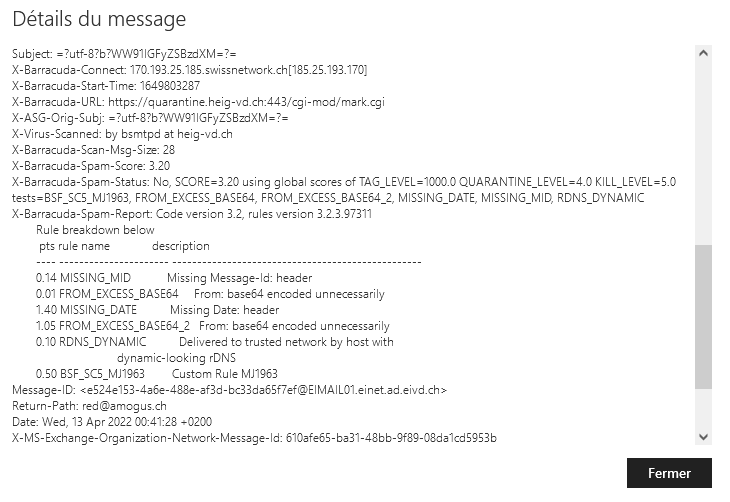 Détails du message
Subject: =?utf-8?b?WW91IGFyZSBzdXM=?=
X-Barracuda-Connect: 170.193.25.185.swissnetwork.ch[185.25.193.170]
X-Barracuda-Start-Time: 1649803287
X-Barracuda-URL: https://quarantine.heig-vd.ch:443/cgi-mod/mark.cgi
X-ASG-Orig-Subj: =?utf-8?b?WW91IGFyZSBzdXM=?=
X-Virus-Scanned: by bsmtpd at heig-vd.ch
X-Barracuda-Scan-Msg-Size: 28
X-Barracuda-Spam-Score: 3.20
X-Barracuda-Spam-Status: No, SCORE=3.20 using global scores of TAG_LEVEL=1000.0 QUARANTINE_LEVEL=4.0 KILL_LEVEL=5.0
tests=BSF_SC5_MJ1963, FROM_EXCESS_BASE64, FROM_EXCESS_BASE64_2, MISSING_DATE, MISSING_MID, RDNS_DYNAMIC
X-Barracuda-Spam-Report: Code version 3.2, rules version 3.2.3.97311
Rule breakdown below
pts rule name description
---- ---------------------- --------------------------------------------------
0.14 MISSING_MID Missing Message-Id: header
0.01 FROM_EXCESS_BASE64 From: base64 encoded unnecessarily
1.40 MISSING_DATE Missing Date: header
1.05 FROM_EXCESS_BASE64_2 From: base64 encoded unnecessarily
0.10 RDNS_DYNAMIC Delivered to trusted network by host with
dynamic-looking rDNS
0.50 BSF_SC5_MJ1963 Custom Rule MJ1963
Message-ID: <e524e153-4a6e-488e-af3d-bc33da65f7ef@EIMAIL01.einet.ad.eivd.ch>
Return-Path: red@amogus.ch
Date: Wed, 13 Apr 2022 00:41:28 +0200
X-MS-Exchange-Organization-Network-Message-Id: 610afe65-ba31-48bb-9f89-08da1cd5953b
Fermer